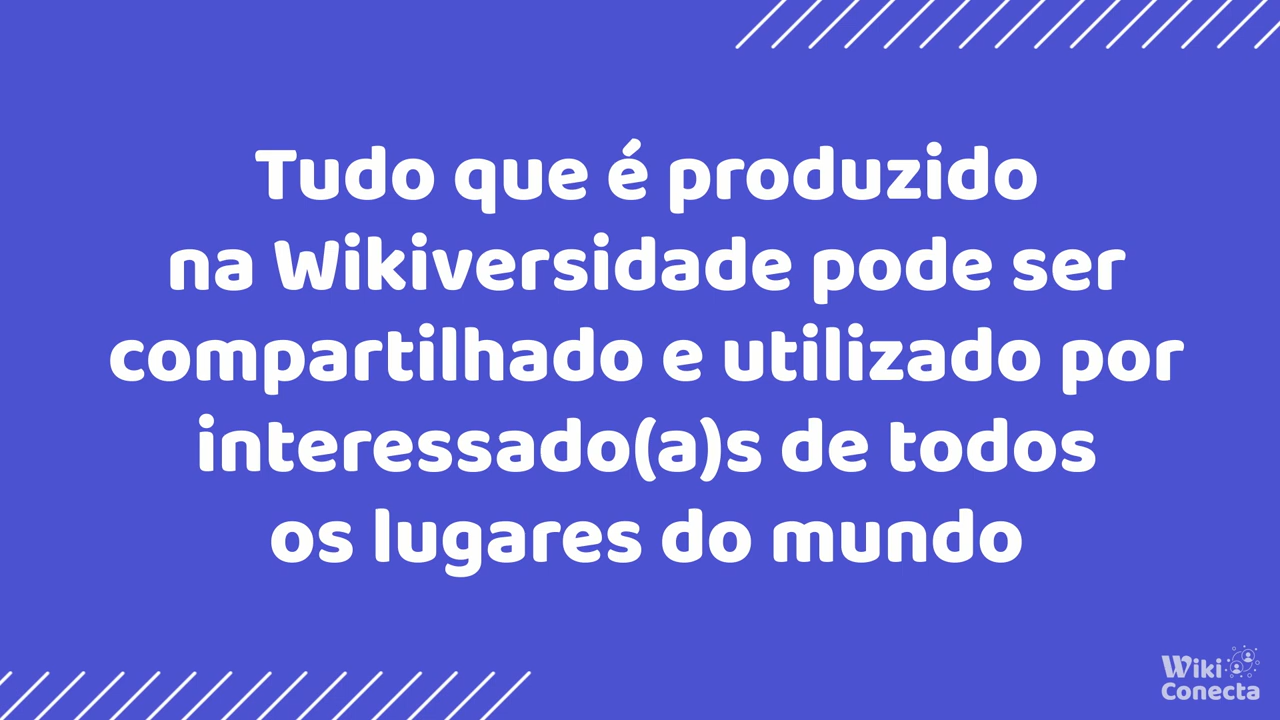 Tudo que é produzido
na Wikiversidade pode ser
compartilhado e utilizado por
interessado(a)s de todos
os lugares do mundo
Wiki
Conecta